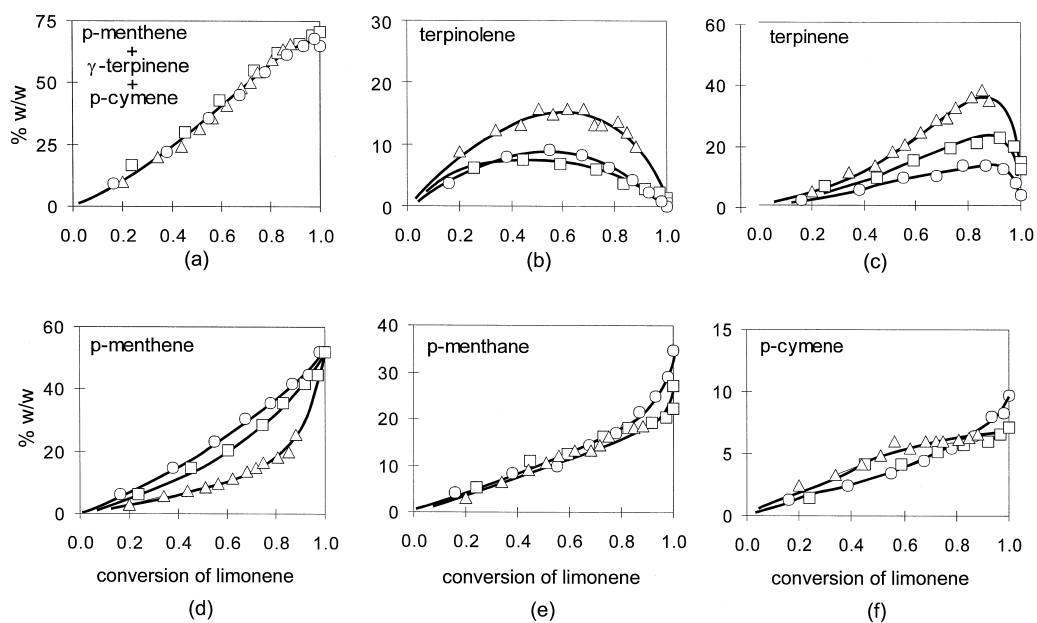 75
50
25
0
% w/w
p-menthene
+
γ-terpinene
+
p-cymene
0.0 0.2 0.4 0.6 0.8 1.0
(a)
30
20
10
0
terpinolene
0.0 0.2 0.4 0.6 0.8 1.0
(b)
60
40
20
0
terpinene
0.0 0.2 0.4 0.6 0.8 1.0
(c)
60
40
20
0
% w/w
p-menthene
0.0 0.2 0.4 0.6 0.8 1.0
conversion of limonene
(d)
40
30
20
10
0
p-menthane
0.0 0.2 0.4 0.6 0.8 1.0
conversion of limonene
(e)
15
10
5
0
p-cymene
0.0 0.2 0.4 0.6 0.8 1.0
conversion of limonene
(f)